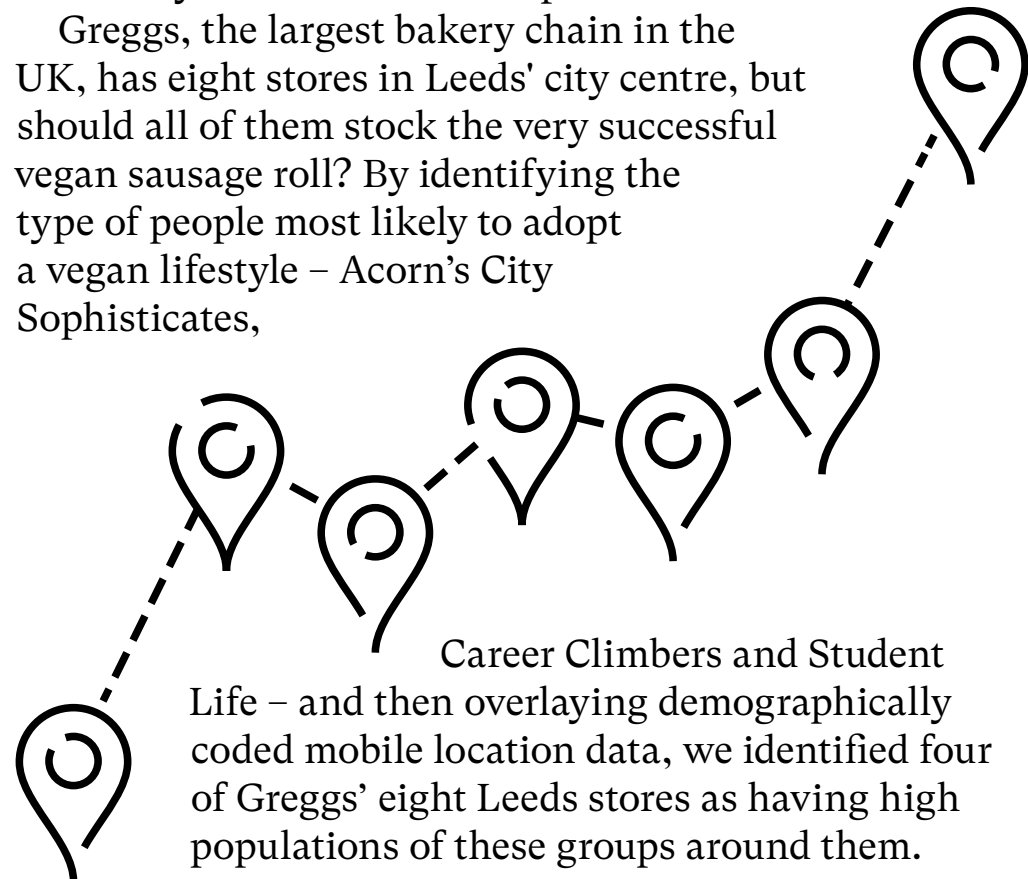 Greggs, the largest bakery chain in the
UK, has eight stores in Leeds' city centre, but
should all of them stock the very successful
vegan sausage roll? By identifying the
type of people most likely to adopt
a vegan lifestyle – Acorn’s City
Sophisticates,
Career Climbers and Student
Life – and then overlaying demographically
coded mobile location data, we identified four
of Greggs’ eight Leeds stores as having high
populations of these groups around them.